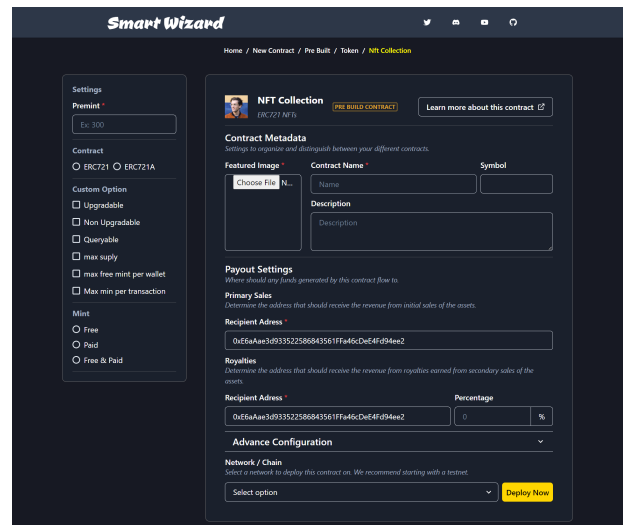 Smart Wizard
Home / New Contract / Pre Built / Token / Nft Collection
Settings
Premint *
Ex: 300
Contract
ERC721 ERC721A
Custom Option
Upgradable
Non Upgradable
Queryable
max suply
max free mint per wallet
Max min per transaction
Mint
Free
Paid
Free & Paid
NFT Collection
ERC721 NFTs
PRE BUILD CONTRACT
Learn more about this contract
Contract Metadata
Settings to organize and distinguish between your different contracts.
Featured Image * Contract Name * Symbol
Choose File N...
Name
Description
Description
Payout Settings
Where should any funds generated by this contract flow to.
Primary Sales
Determine the address that should receive the revenue from initial sales of the assets.
Recipient Adress *
0xE6aAae3d933522586843561FFa46cDeE4Fd94ee2
Royalties
Determine the address that should receive the revenue from royalties earned from secondary sales of the
assets.
Recipient Adress * Percentage
0xE6aAae3d933522586843561FFa46cDeE4Fd94ee2 0 %
Advance Configuration
Network / Chain
Select a network to deploy this contract on. We recommend starting with a testnet.
Select option
Deploy Now